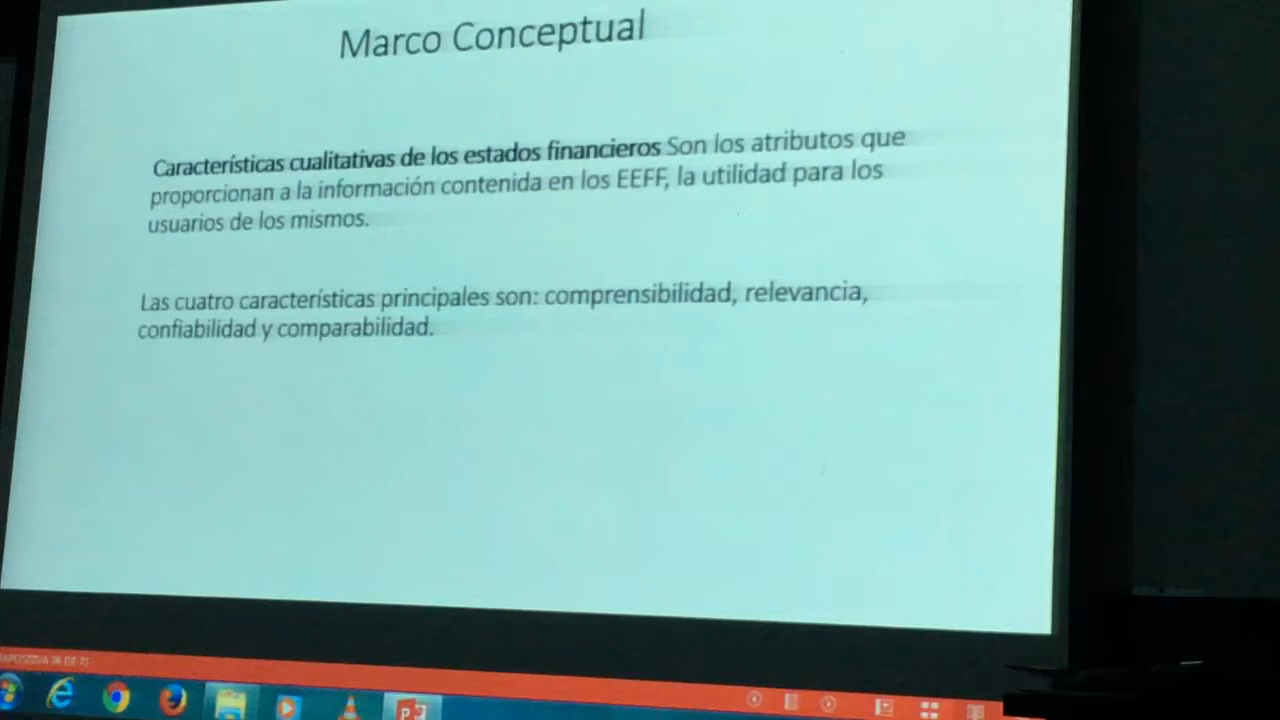 Marco Conceptual
Características cualitativas de los estados financieros Son los atributos que
proporcionan a la información contenida en los EEFF, la utilidad para los
usuarios de los mismos.
Las cuatro características principales son: comprensibilidad, relevancia,
confiabilidad y comparabilidad.